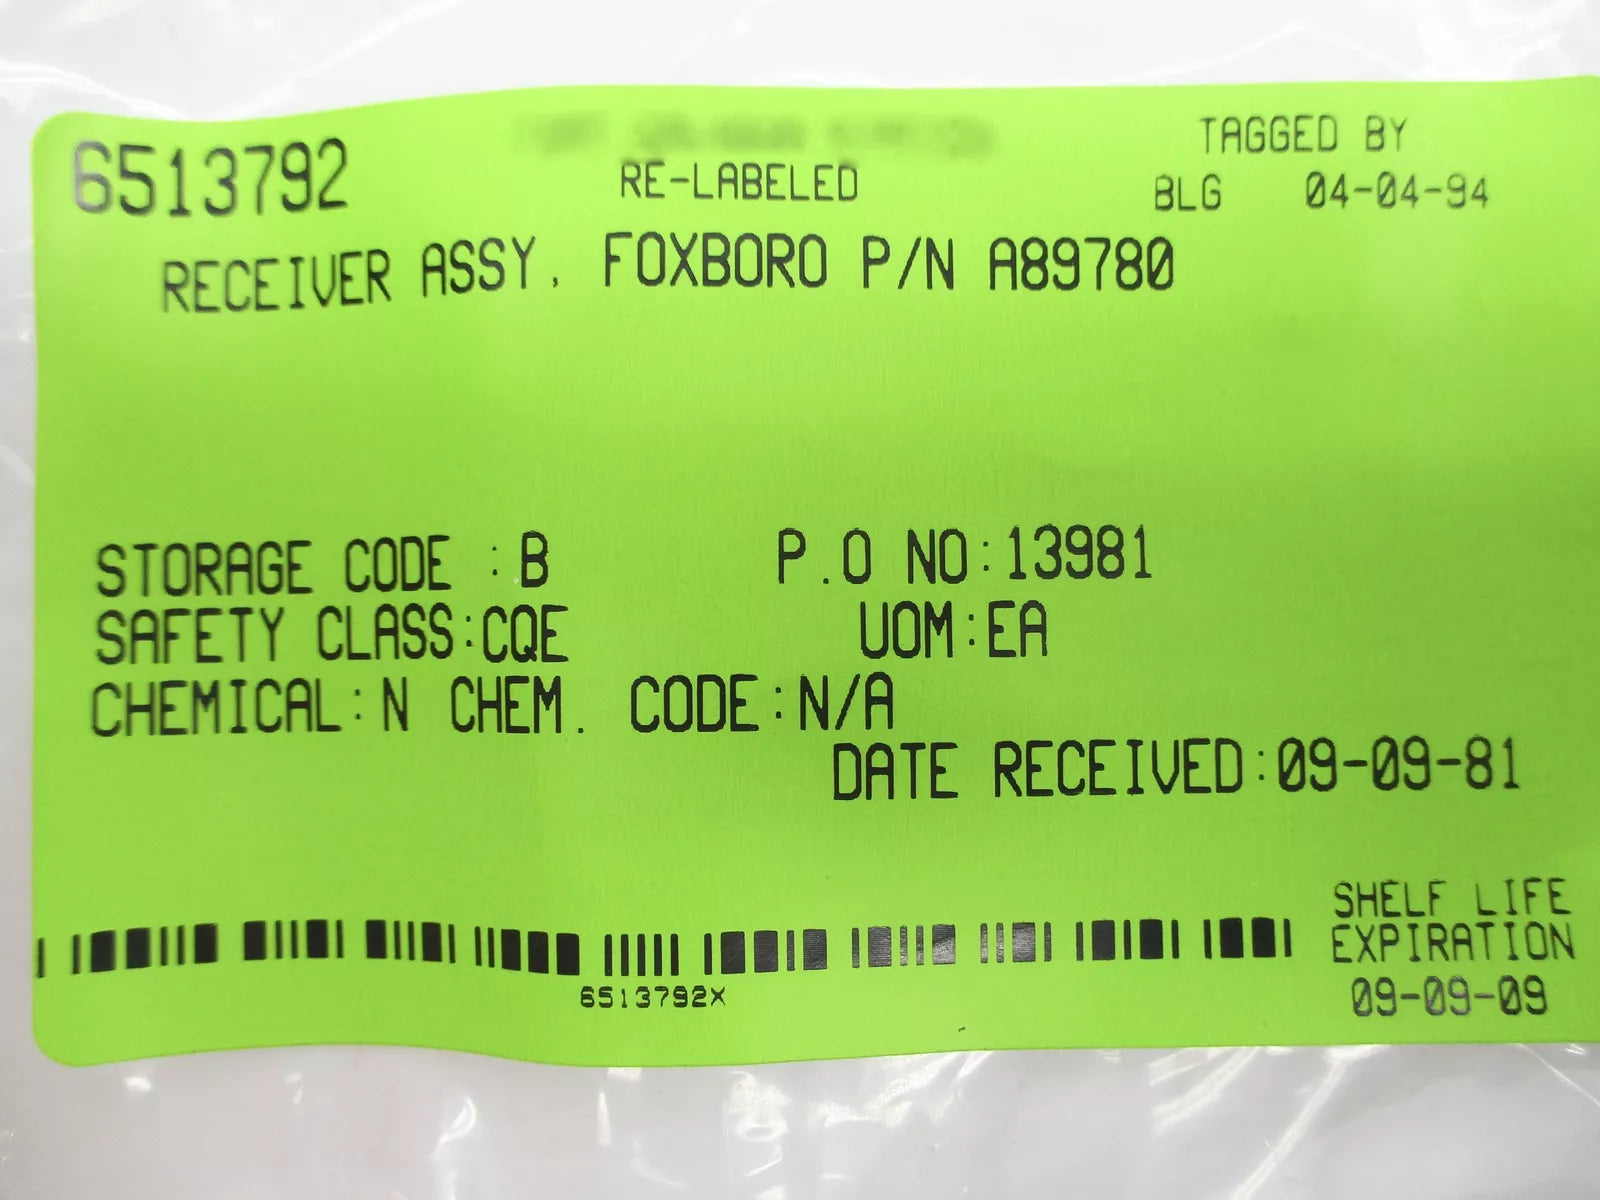 6513792
RE-LABELED
TAGGED BY
BLG 04-04-94
RECEIVER ASSY, FOXBORO P/N A89780
STORAGE CODE :B P.O NO:13981
SAFETY CLASS:CQE UOM:EA
CHEMICAL:N CHEM. CODE:N/A
DATE RECEIVED:09-09-81
6513792X
SHELF LIFE
EXPIRATION
09-09-09